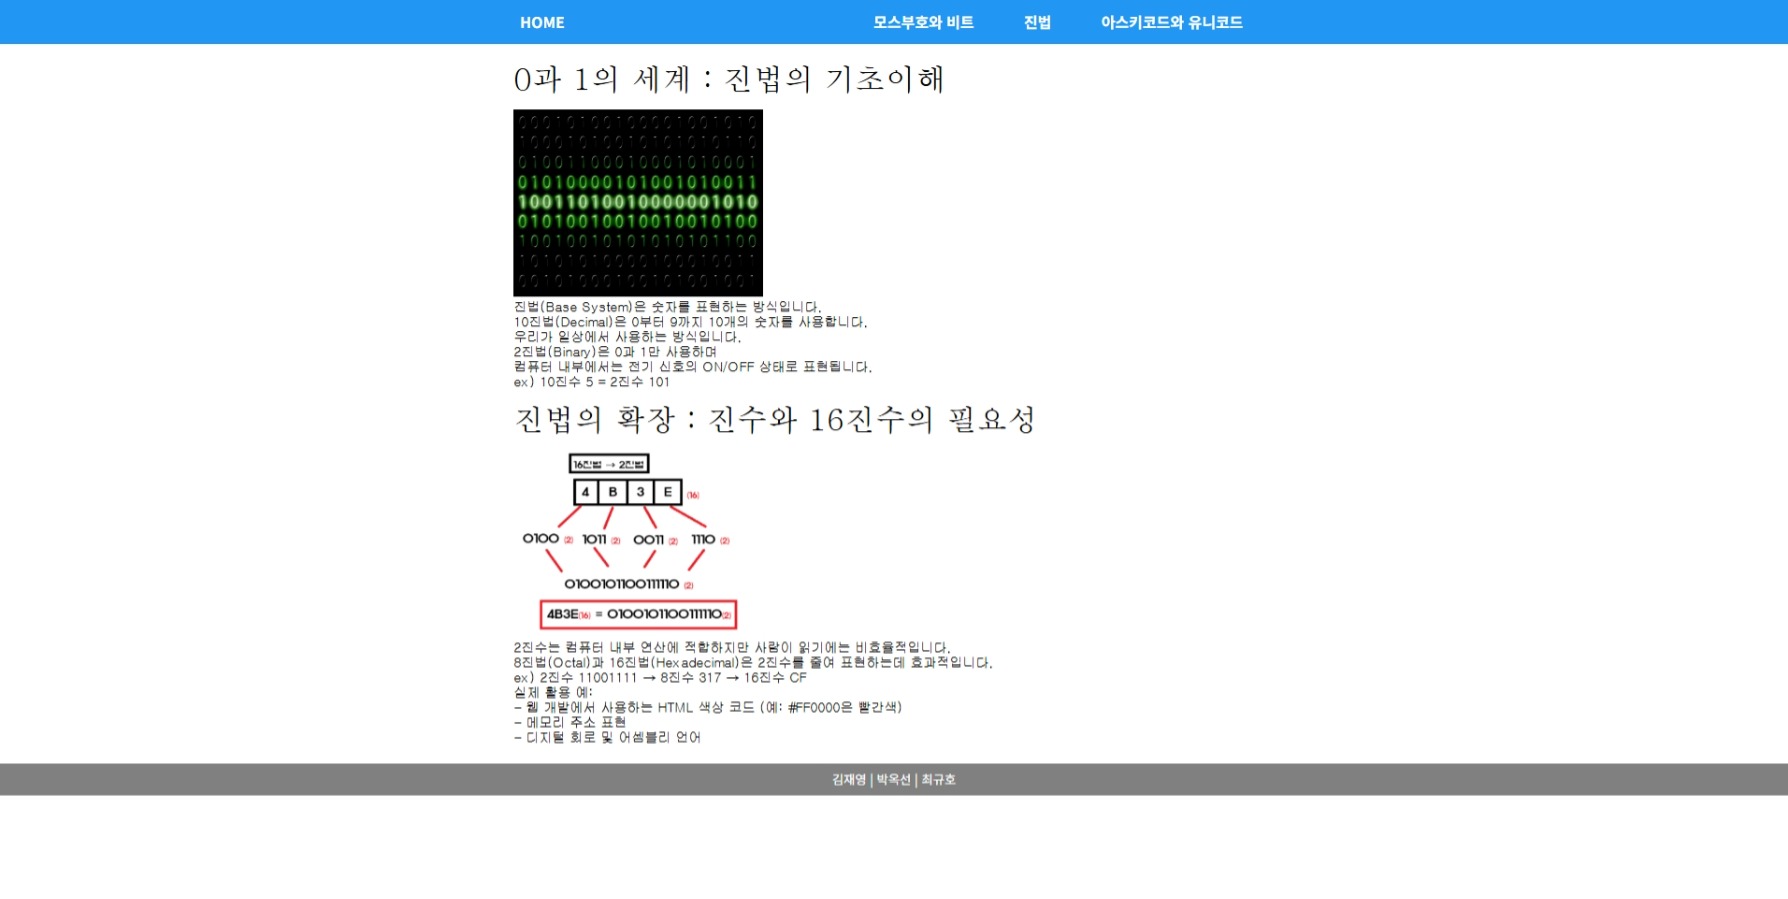 HOME 모스부호와 비트 진법 아스키코드와 유니코드
0과 1의 세계 : 진법의 기초이해
01010000101001010011
10011010010000001010
01010010010010010100
진법(Base System)은 숫자를 표현하는 방식입니다.
10진법(Decimal)은 0부터 9까지 10개의 숫자를 사용합니다.
우리가 일상에서 사용하는 방식입니다.
2진법(Binary)은 0과 1만 사용하며
컴퓨터 내부에서는 전기 신호의 ON/OFF 상태로 표현됩니다.
ex) 10진수 5 = 2진수 101
진법의 확장 : 진수와 16진수의 필요성
16진법 → 2진법
4 B 3 E (16)
0100 (2) 1011 (2) 0011 (2) 1110 (2)
0100101100111110 (2)
4B3E(16) = 0100101100111110(2)
2진수는 컴퓨터 내부 연산에 적합하지만 사람이 읽기에는 비효율적입니다.
8진법(Octal)과 16진법(Hexadecimal)은 2진수를 줄여 표현하는데 효과적입니다.
ex) 2진수 11001111 → 8진수 317 → 16진수 CF
실제 활용 예:
- 웹 개발에서 사용하는 HTML 색상 코드 (예: #FF0000은 빨간색)
- 메모리 주소 표현
- 디지털 회로 및 어셈블리 언어
김재영 | 박옥선 | 최규호